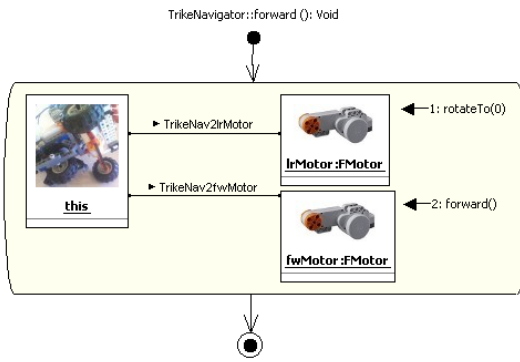 TrikeNavigator::forward (): Void
TrikeNav2lrMotor
1: rotateTo(0)
lrMotor :FMotor
TrikeNav2fwMotor
this
2: forward()
fwMotor :FMotor